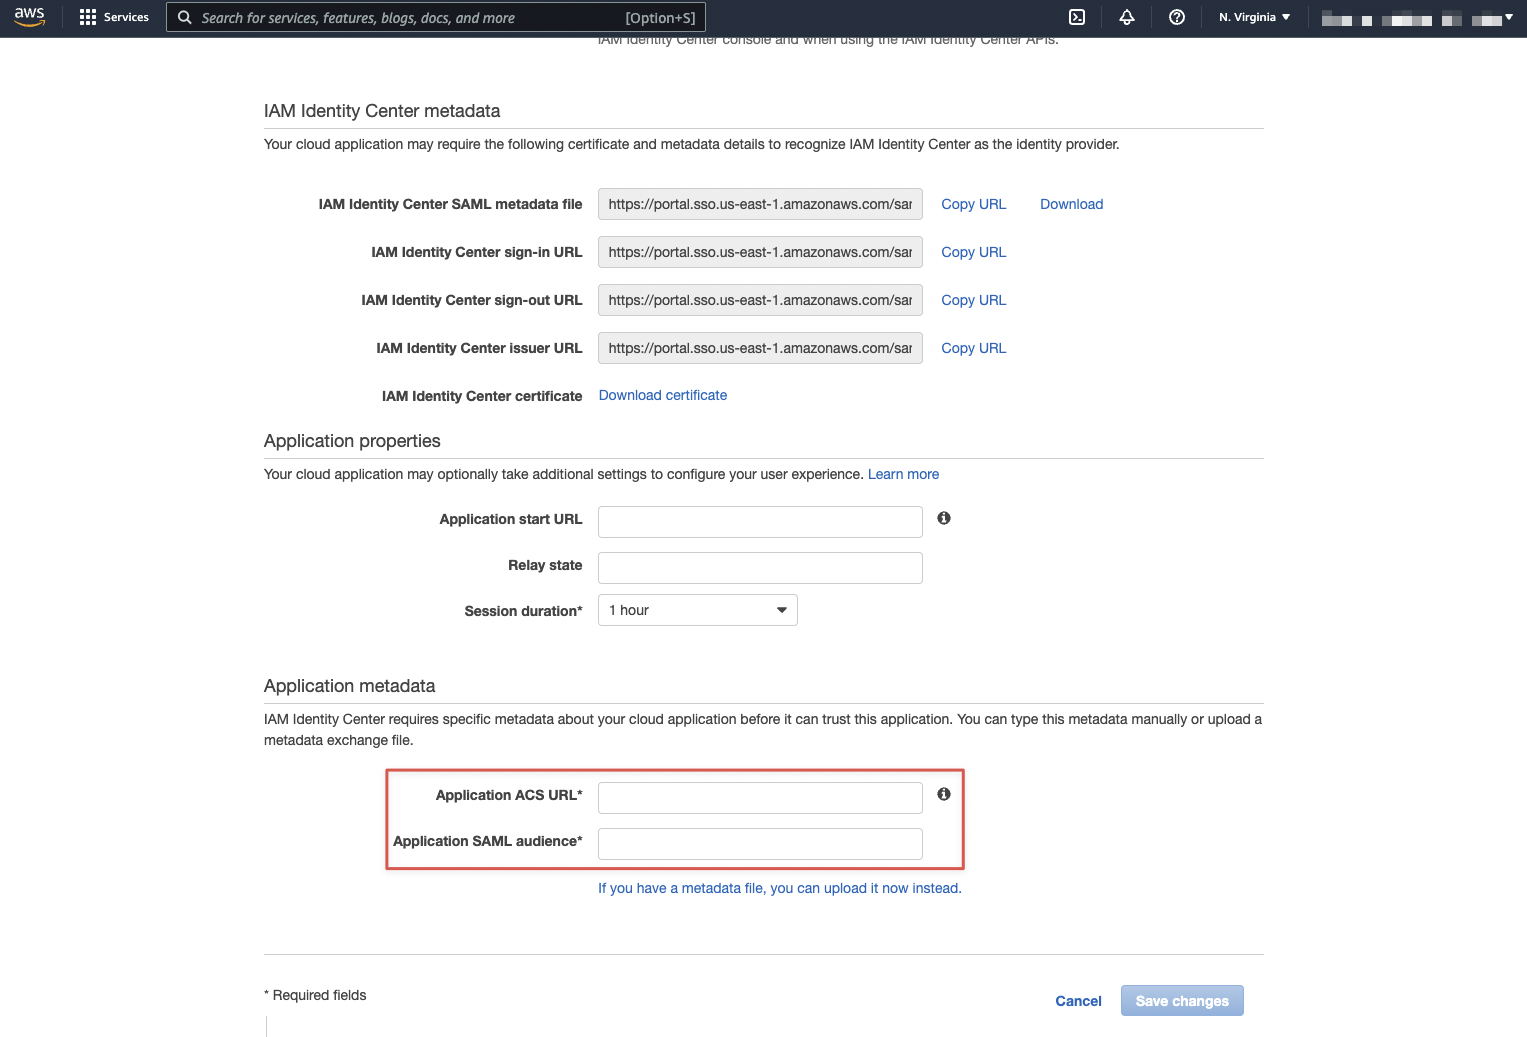 aws Services Search for services, features, blogs, docs, and more [Option+S] N. Virginia
IAM Identity Center console and when using the IAM Identity Center APIs.
IAM Identity Center metadata
Your cloud application may require the following certificate and metadata details to recognize IAM Identity Center as the identity provider.
IAM Identity Center SAML metadata file https://portal.sso.us-east-1.amazonaws.com/sar Copy URL Download
IAM Identity Center sign-in URL https://portal.sso.us-east-1.amazonaws.com/sar Copy URL
IAM Identity Center sign-out URL https://portal.sso.us-east-1.amazonaws.com/sar Copy URL
IAM Identity Center issuer URL https://portal.sso.us-east-1.amazonaws.com/sar Copy URL
IAM Identity Center certificate Download certificate
Application properties
Your cloud application may optionally take additional settings to configure your user experience. Learn more
Application start URL
Relay state
Session duration* 1 hour
Application metadata
IAM Identity Center requires specific metadata about your cloud application before it can trust this application. You can type this metadata manually or upload a
metadata exchange file.
Application ACS URL*
Application SAML audience*
If you have a metadata file, you can upload it now instead.
* Required fields
Cancel Save changes